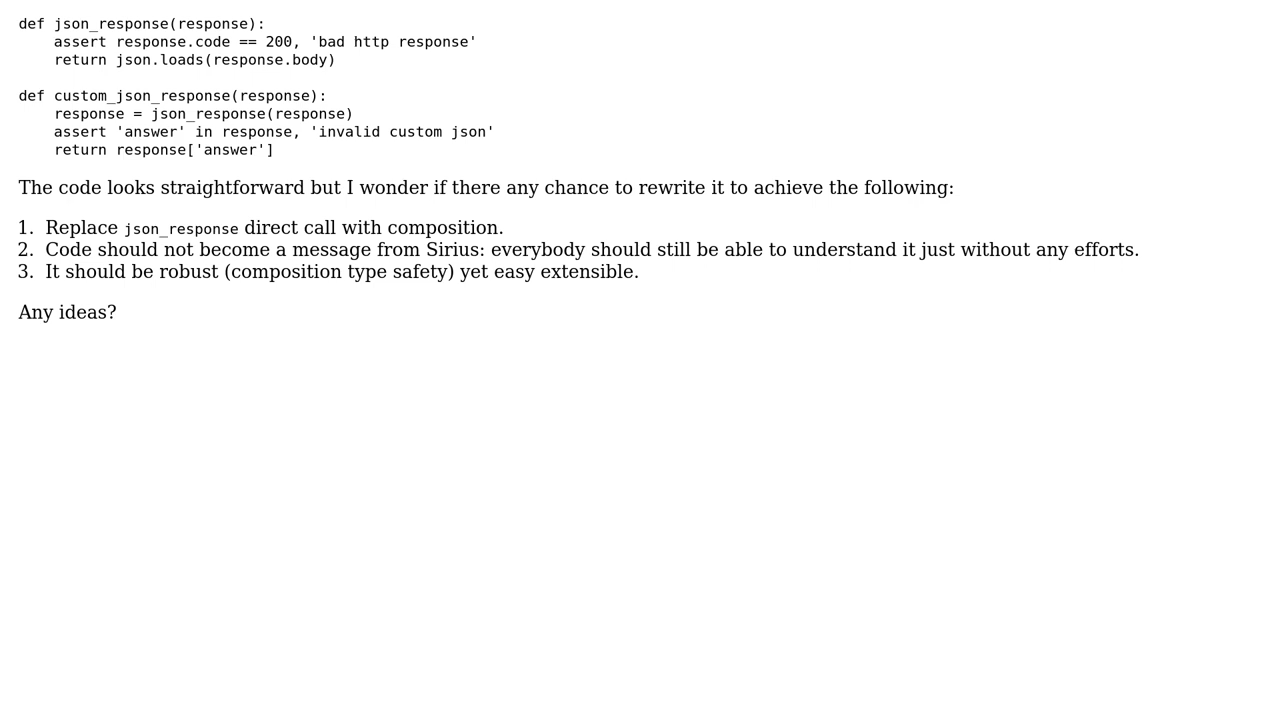 def json_response(response):
    assert response.code == 200, 'bad http response'
    return json.loads(response.body)

def custom_json_response(response):
    response = json_response(response)
    assert 'answer' in response, 'invalid custom json'
    return response['answer']

The code looks straightforward but I wonder if there any chance to rewrite it to achieve the following:

1. Replace json_response direct call with composition.
2. Code should not become a message from Sirius: everybody should still be able to understand it just without any efforts.
3. It should be robust (composition type safety) yet easy extensible.

Any ideas?